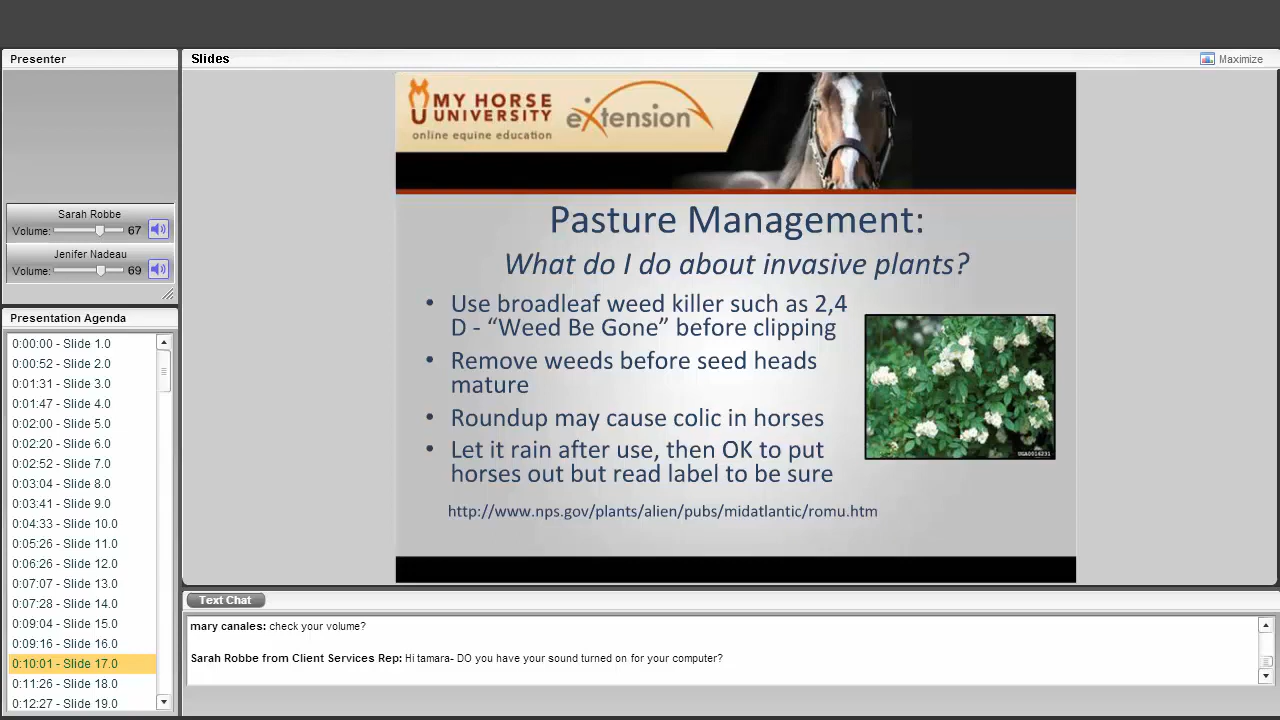 Presenter
Sarah Robbe
Volume: 67
Jenifer Nadeau
Volume: 69
Presentation Agenda
0:00:00 - Slide 1.0
0:00:52 - Slide 2.0
0:01:31 - Slide 3.0
0:01:47 - Slide 4.0
0:02:00 - Slide 5.0
0:02:20 - Slide 6.0
0:02:52 - Slide 7.0
0:03:04 - Slide 8.0
0:03:41 - Slide 9.0
0:04:33 - Slide 10.0
0:05:26 - Slide 11.0
0:06:26 - Slide 12.0
0:07:07 - Slide 13.0
0:07:28 - Slide 14.0
0:09:04 - Slide 15.0
0:09:16 - Slide 16.0
0:10:01 - Slide 17.0
0:11:26 - Slide 18.0
0:12:27 - Slide 19.0
Slides
Maximize
MY HORSE
UNIVERSITY
online equine education
eXtension
Pasture Management:
What do I do about invasive plants?
• Use broadleaf weed killer such as 2,4
D - “Weed Be Gone” before clipping
• Remove weeds before seed heads
mature
• Roundup may cause colic in horses
• Let it rain after use, then OK to put
horses out but read label to be sure
http://www.nps.gov/plants/alien/pubs/midatlantic/romu.htm
Text Chat
mary canales: check your volume?
Sarah Robbe from Client Services Rep: Hi tamara- DO you have your sound turned on for your computer?